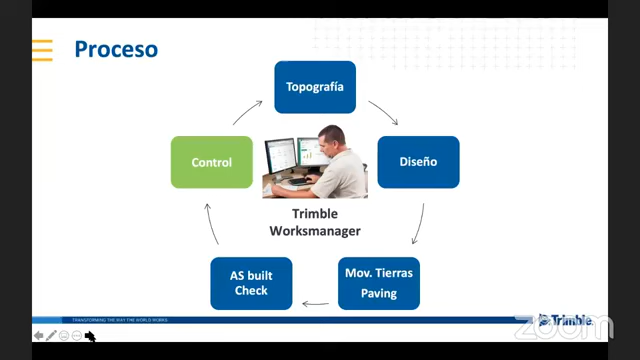 Proceso
Topografía
Control
Diseño
Trimble
Worksmanager
AS built
Check
Mov. Tierras
Paving
TRANSFORMING THE WAY THE WORLD WORKS
Trimble.
zoom